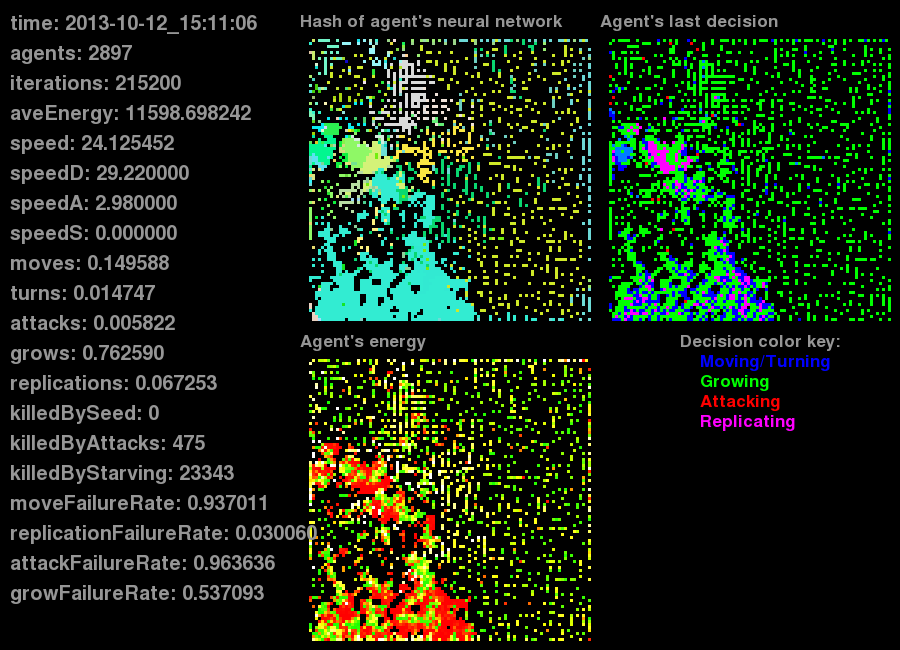 time: 2013-10-12_15:11:06
agents: 2897
iterations: 215200
aveEnergy: 11598.698242
speed: 24.125452
speedD: 29.220000
speedA: 2.980000
speedS: 0.000000
moves: 0.149588
turns: 0.014747
attacks: 0.005822
grows: 0.762590
replications: 0.067253
killedBySeed: 0
killedByAttacks: 475
killedByStarving: 23343
moveFailureRate: 0.937011
replicationFailureRate: 0.030060
attackFailureRate: 0.963636
growFailureRate: 0.537093
Hash of agent's neural network
Agent's last decision
Agent's energy
Decision color key:
Moving/Turning
Growing
Attacking
Replicating